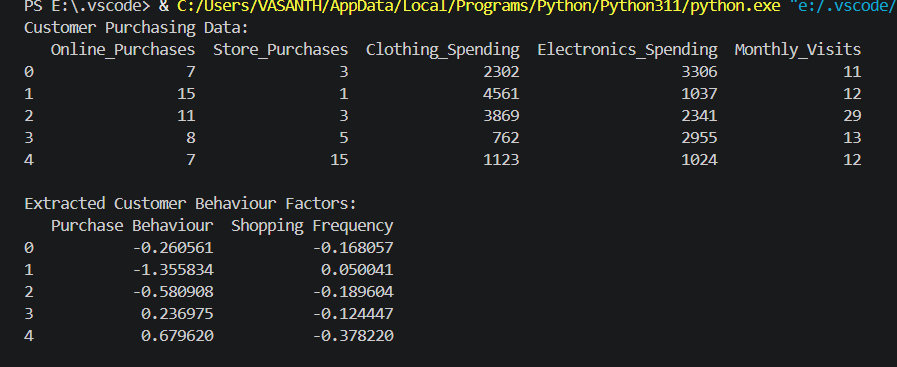 PS E:\.vscode> & C:/Users/VASANTH/AppData/Local/Programs/Python/Python311/python.exe "e:/.vscode/
Customer Purchasing Data:
Online_Purchases Store_Purchases Clothing_Spending Electronics_Spending Monthly_Visits
0 7 3 2302 3306 11
1 15 1 4561 1037 12
2 11 3 3869 2341 29
3 8 5 762 2955 13
4 7 15 1123 1024 12
Extracted Customer Behaviour Factors:
Purchase Behaviour Shopping Frequency
0 -0.260561 -0.168057
1 -1.355834 0.050041
2 -0.580908 -0.189604
3 0.236975 -0.124447
4 0.679620 -0.378220